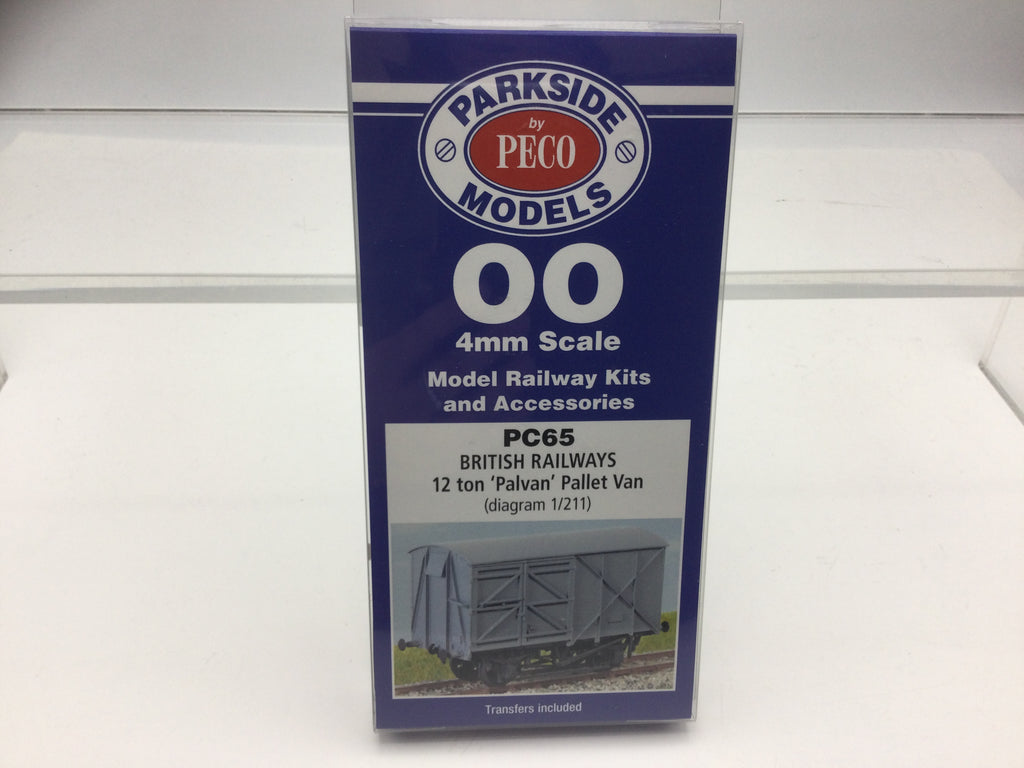 PARKSIDE
by
PECO
MODELS
OO
4mm Scale
Model Railway Kits
and Accessories
PC65
BRITISH RAILWAYS
12 ton ‘Palvan’ Pallet Van
(diagram 1/211)
Transfers included